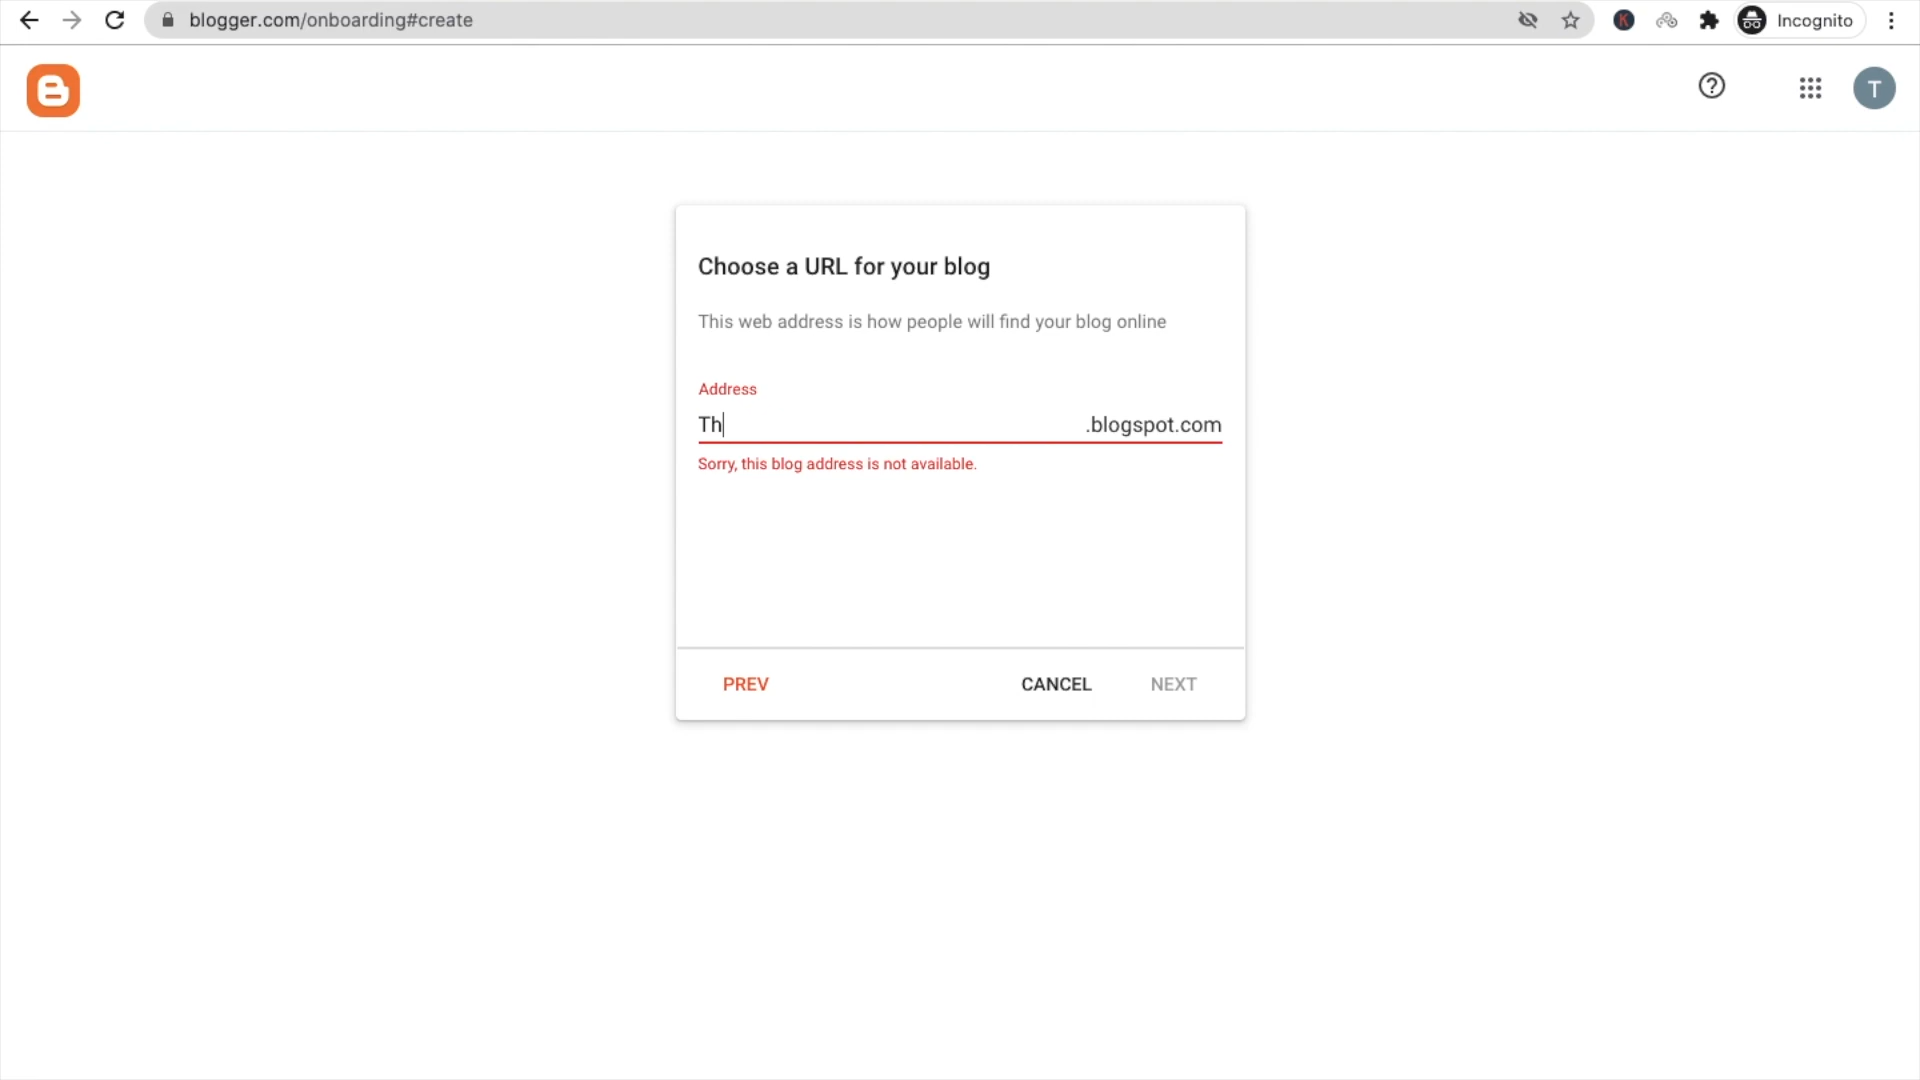 blogger.com/onboarding#create
K
Incognito
T
Choose a URL for your blog
This web address is how people will find your blog online
Address
Th .blogspot.com
Sorry, this blog address is not available.
PREV CANCEL NEXT